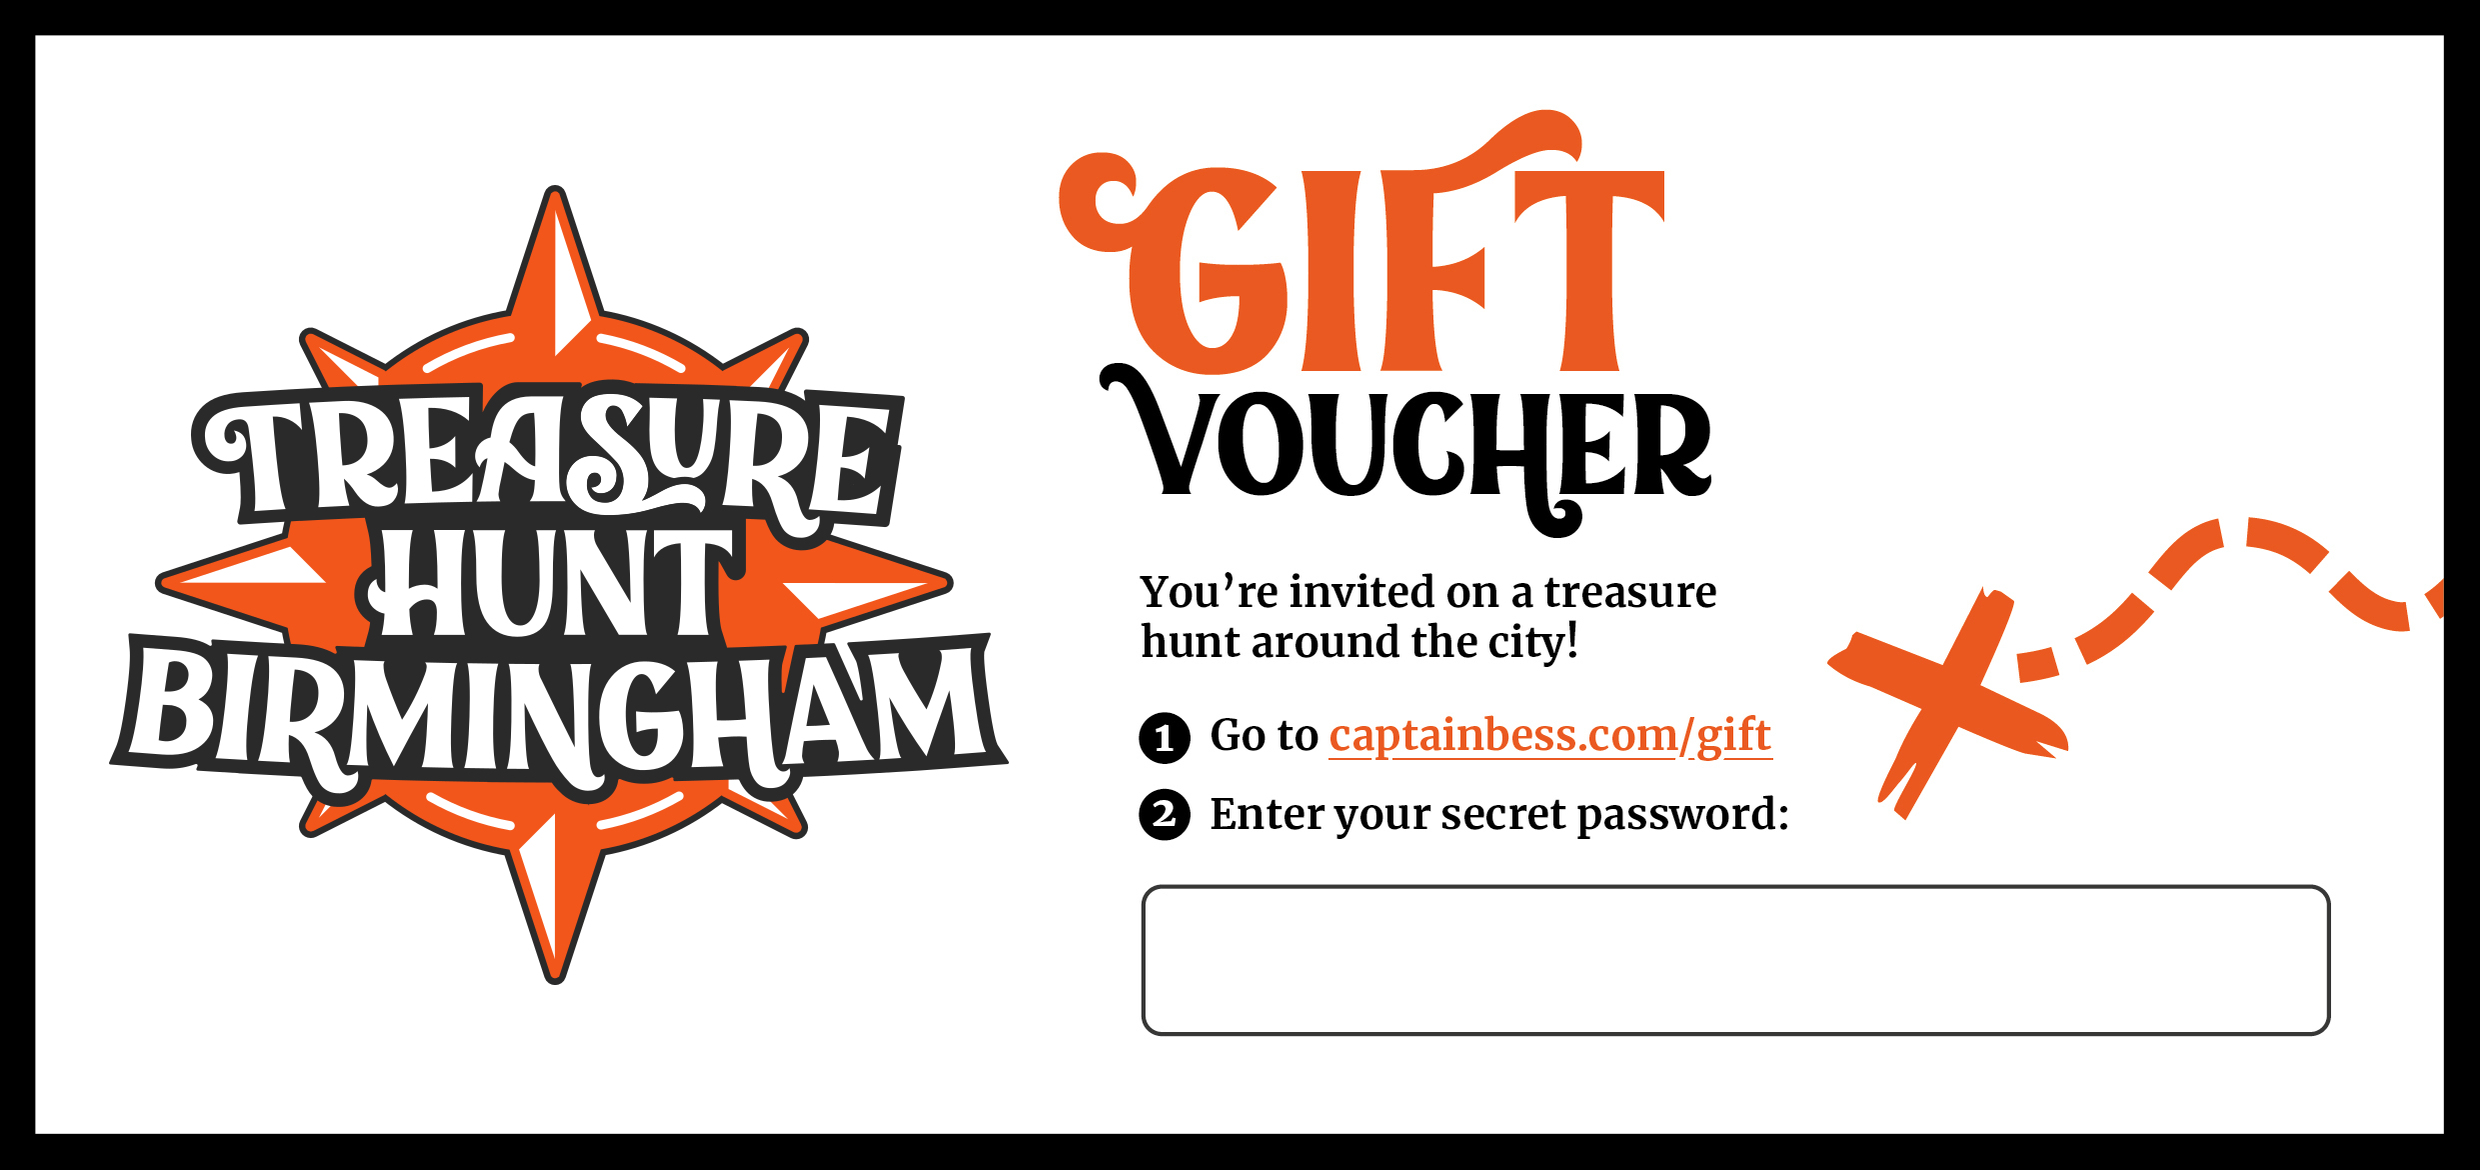 TREASURE
HUNT
BIRMINGHAM
GIFT
VOUCHER
You’re invited on a treasure
hunt around the city!
1 Go to captainbess.com/gift
2 Enter your secret password: